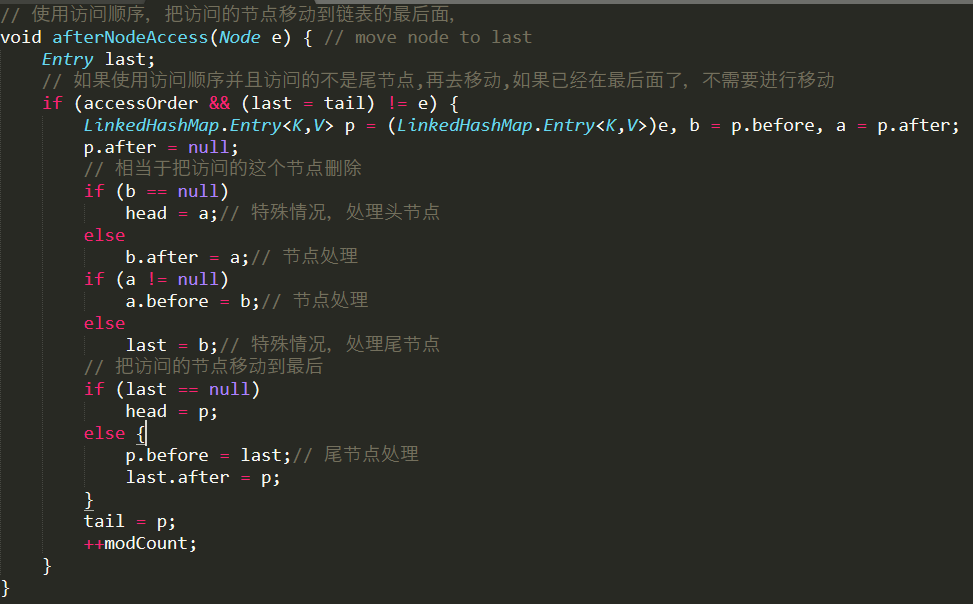 // 使用访问顺序, 把访问的节点移动到链表的最后面,
void afterNodeAccess(Node e) { // move node to last
    Entry last;
    // 如果使用访问顺序并且访问的不是尾节点,再去移动,如果已经在最后面了, 不需要进行移动
    if (accessOrder && (last = tail) != e) {
        LinkedHashMap.Entry<K,V> p = (LinkedHashMap.Entry<K,V>)e, b = p.before, a = p.after;
        p.after = null;
        // 相当于把访问的这个节点删除
        if (b == null)
            head = a;// 特殊情况, 处理头节点
        else
            b.after = a;// 节点处理
        if (a != null)
            a.before = b;// 节点处理
        else
            last = b;// 特殊情况, 处理尾节点
        // 把访问的节点移动到最后
        if (last == null)
            head = p;
        else {
            p.before = last;// 尾节点处理
            last.after = p;
        }
        tail = p;
        ++modCount;
    }
}